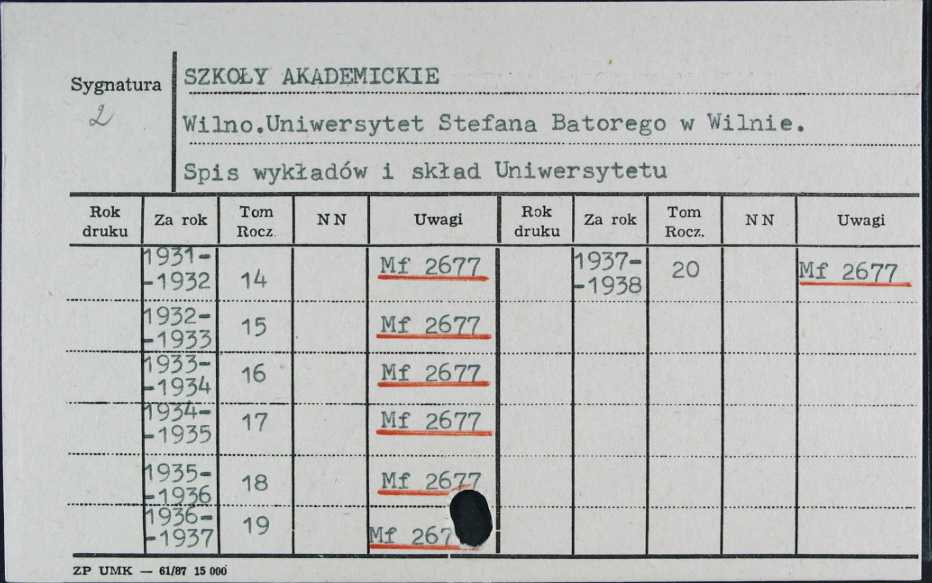 SZKOŁY AKADEMICKIE
Sygnatura
2
Wilno.Uniwersytet Stefana Batorego w Wilnie.
Spis wykładów i skład Uniwersytetu
Rok druku Za rok Tom Rocz. NN Uwagi Rok druku Za rok Tom Rocz. NN Uwagi
1931--1932 14 Mf 2677 1937--1938 20 Mf 2677
1932--1933 15 Mf 2677
1933--1934 16 Mf 2677
1934--1935 17 Mf 2677
1935--1936 18 Mf 2677
1936--1937 19 Mf 267
ZP UMK — 61/87 15 000